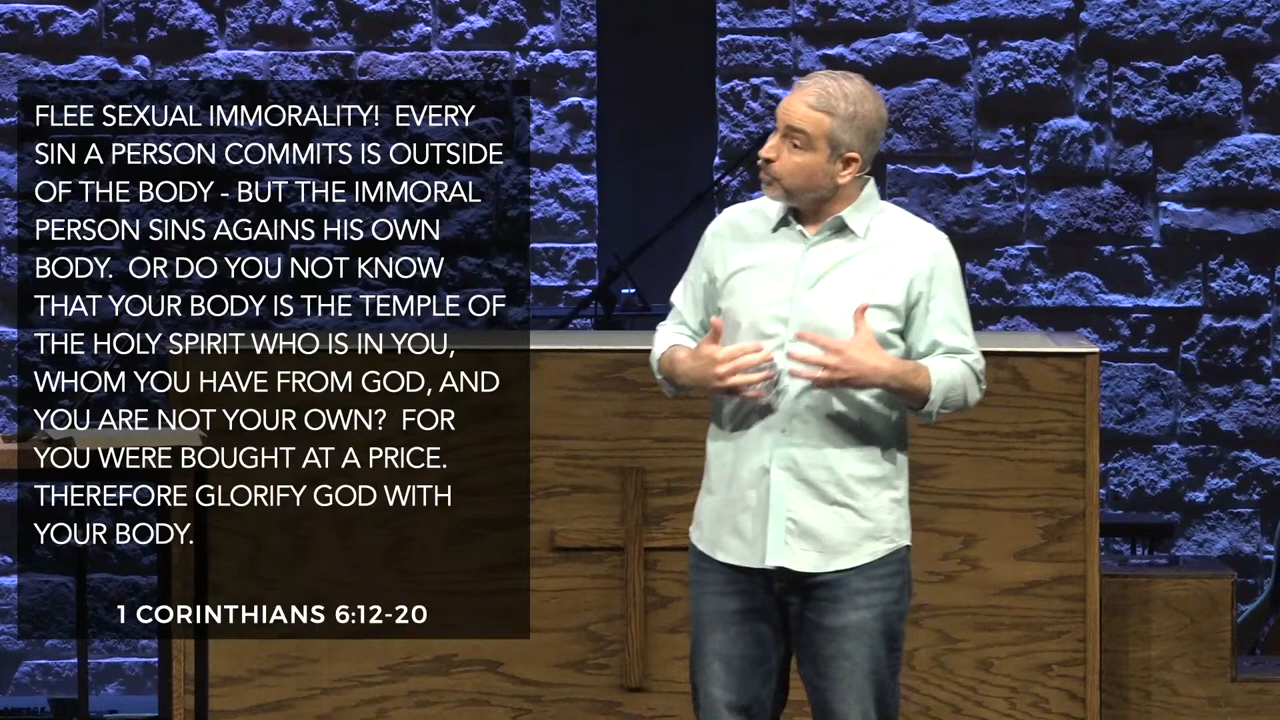 FLEE SEXUAL IMMORALITY!  EVERY
SIN A PERSON COMMITS IS OUTSIDE
OF THE BODY - BUT THE IMMORAL
PERSON SINS AGAINS HIS OWN
BODY.  OR DO YOU NOT KNOW
THAT YOUR BODY IS THE TEMPLE OF
THE HOLY SPIRIT WHO IS IN YOU,
WHOM YOU HAVE FROM GOD, AND
YOU ARE NOT YOUR OWN?  FOR
YOU WERE BOUGHT AT A PRICE.
THEREFORE GLORIFY GOD WITH
YOUR BODY.
1 CORINTHIANS 6:12-20